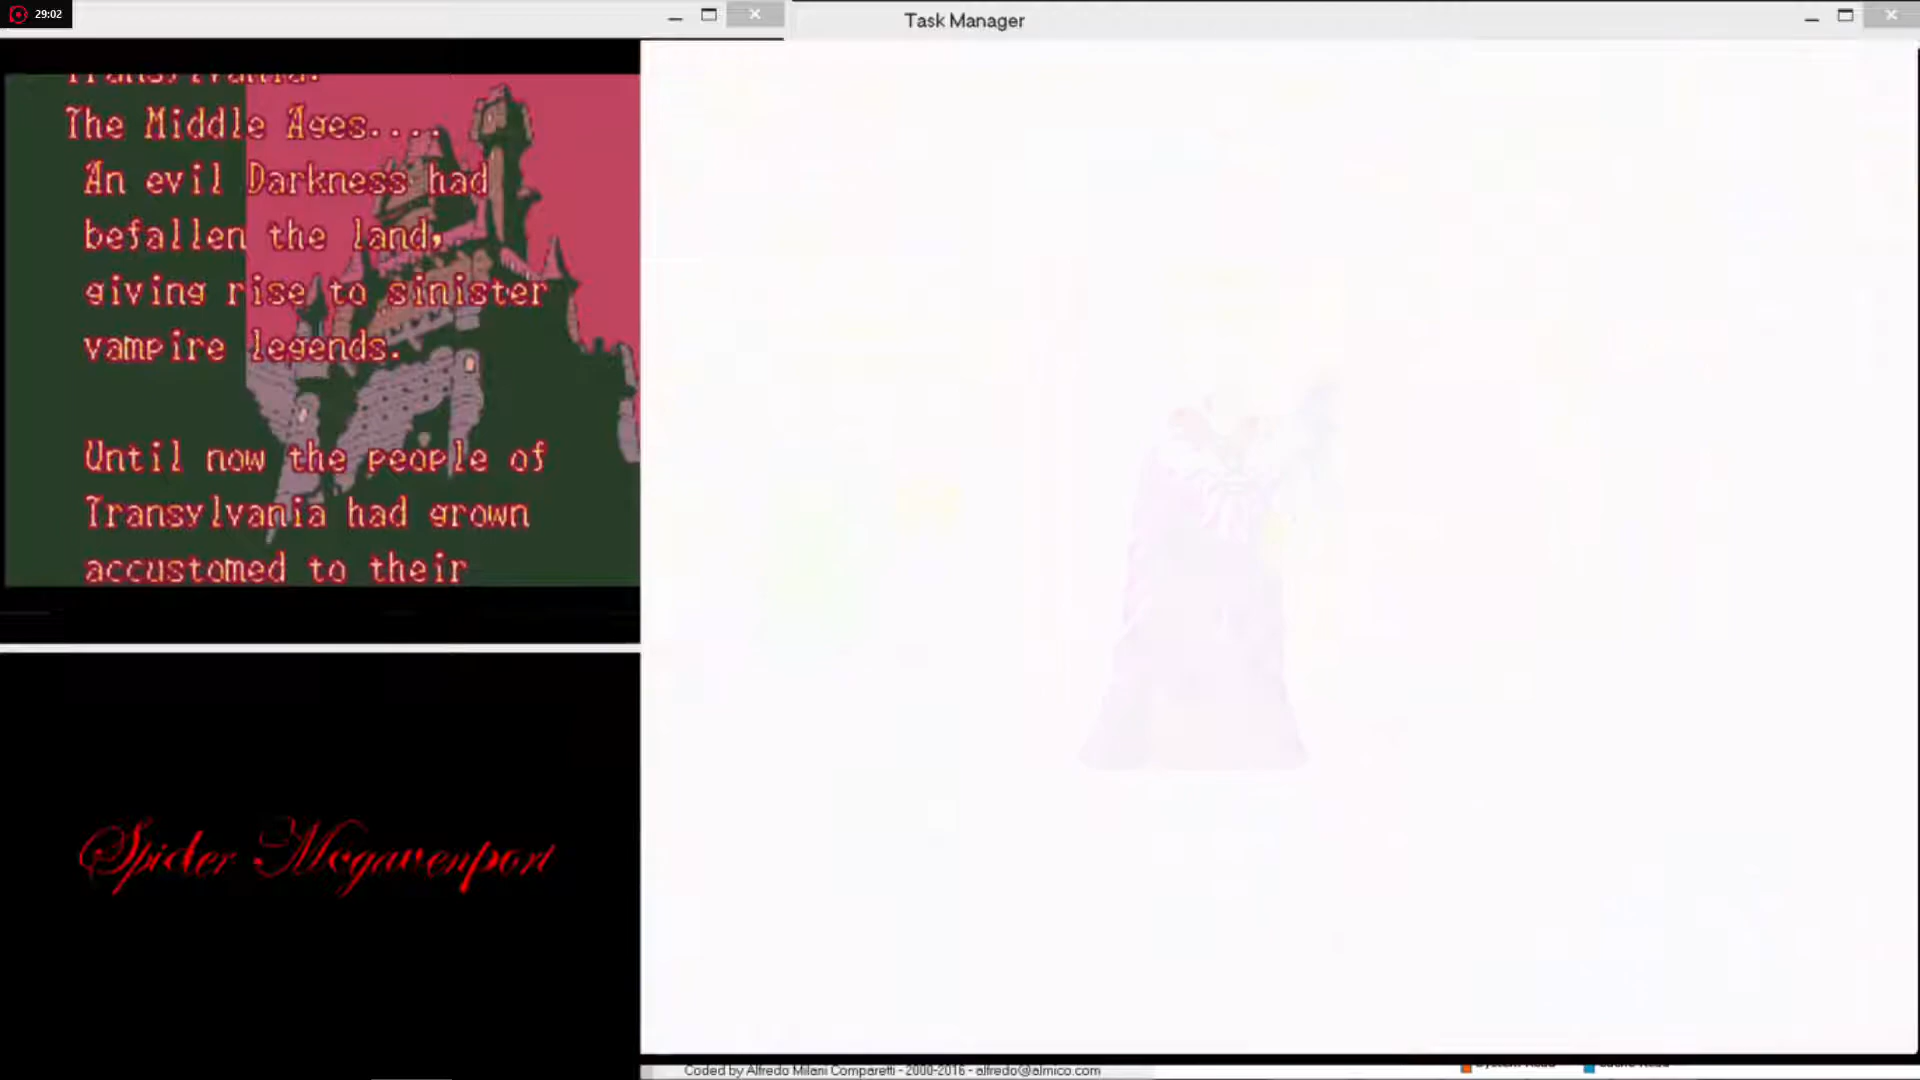 29:02
Task Manager
Transylvania.
The Middle Ages....
An evil Darkness had
befallen the land,
giving rise to sinister
vampire legends.
Until now the people of
Transylvania had grown
accustomed to their
Spider Mcgavenport
Coded by Alfredo Milani Comparetti - 2000-2016 - alfredo@almico.com